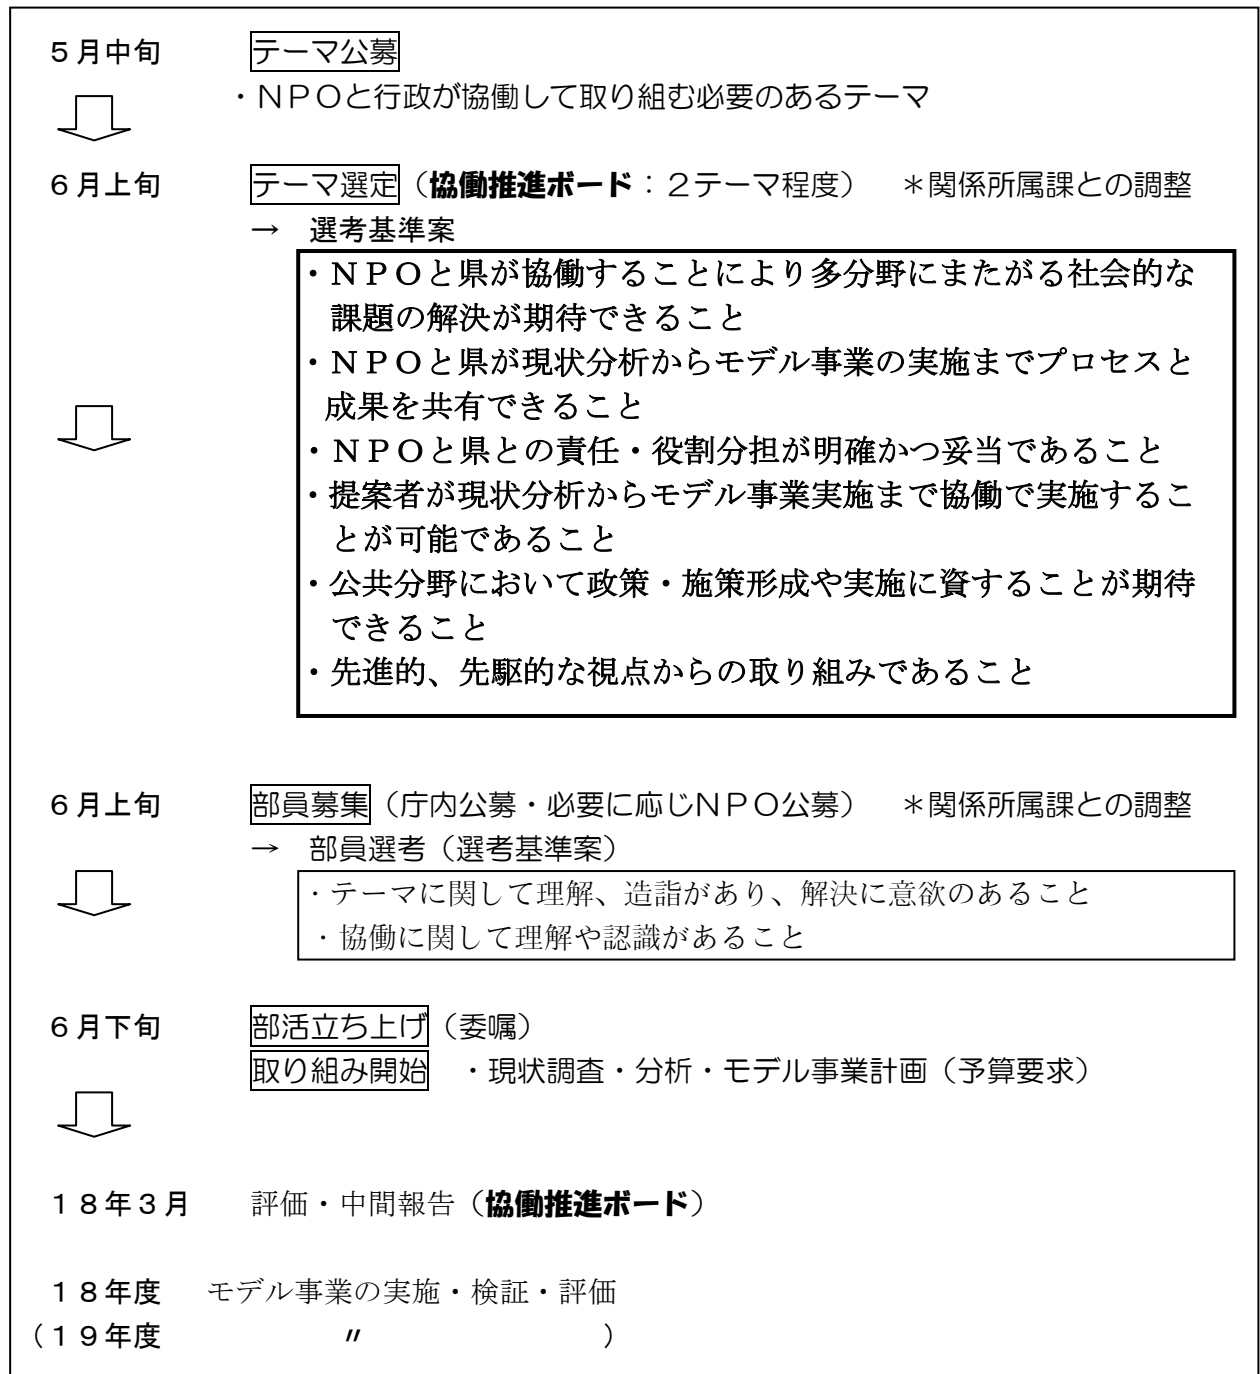 ５月中旬　テーマ公募
・ＮＰＯと行政が協働して取り組む必要のあるテーマ
６月上旬　テーマ選定（協働推進ボード：２テーマ程度）　＊関係所属課との調整
→　選考基準案
・ＮＰＯと県が協働することにより多分野にまたがる社会的な
課題の解決が期待できること
・ＮＰＯと県が現状分析からモデル事業の実施までプロセスと
成果を共有できること
・ＮＰＯと県との責任・役割分担が明確かつ妥当であること
・提案者が現状分析からモデル事業実施まで協働で実施するこ
とが可能であること
・公共分野において政策・施策形成や実施に資することが期待
できること
・先進的、先駆的な視点からの取り組みであること
６月上旬　部員募集（庁内公募・必要に応じＮＰＯ公募）　＊関係所属課との調整
→　部員選考（選考基準案）
・テーマに関して理解、造詣があり、解決に意欲のあること
・協働に関して理解や認識があること
６月下旬　部活立ち上げ（委嘱）
取り組み開始　・現状調査・分析・モデル事業計画（予算要求）
１８年３月　評価・中間報告（協働推進ボード）
１８年度　モデル事業の実施・検証・評価
（１９年度　〃　）